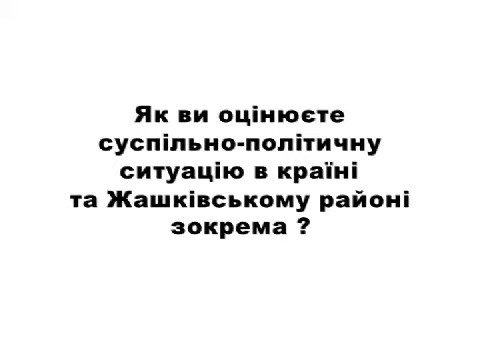 Як ви оцінюєте
суспільно-політичну
ситуацію в країні
та Жашківському районі
зокрема ?